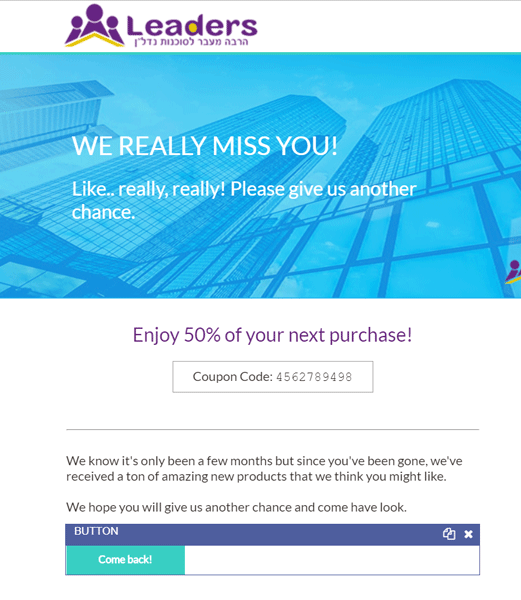 Leaders
הרבה מעבר לסוכנות נדל"ן
WE REALLY MISS YOU!
Like.. really, really! Please give us another
chance.
Enjoy 50% of your next purchase!
Coupon Code: 4562789498
We know it's only been a few months but since you've been gone, we've
received a ton of amazing new products that we think you might like.
We hope you will give us another chance and come have look.
BUTTON
Come back!